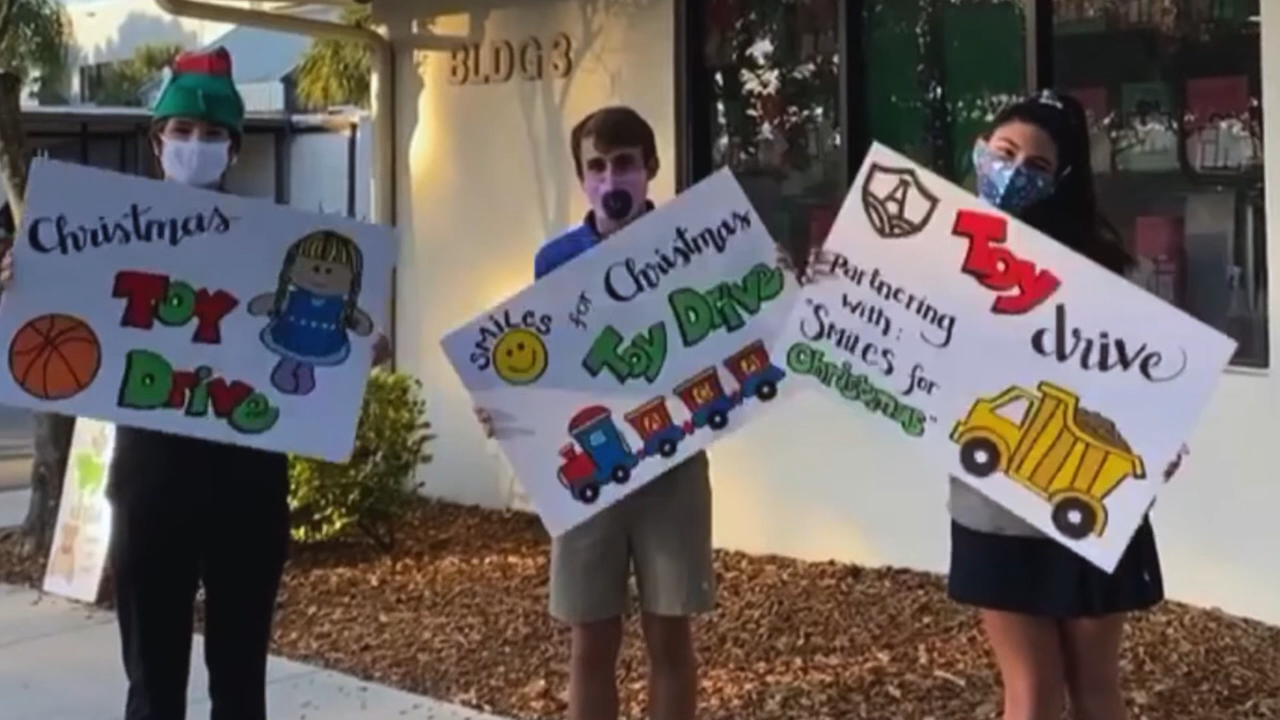 BLDG 3
Christmas
TOY
Drive
SMILES
for Christmas
Toy Drive
A
Toy
drive
Partnering
with:
"Smiles for
Christmas"